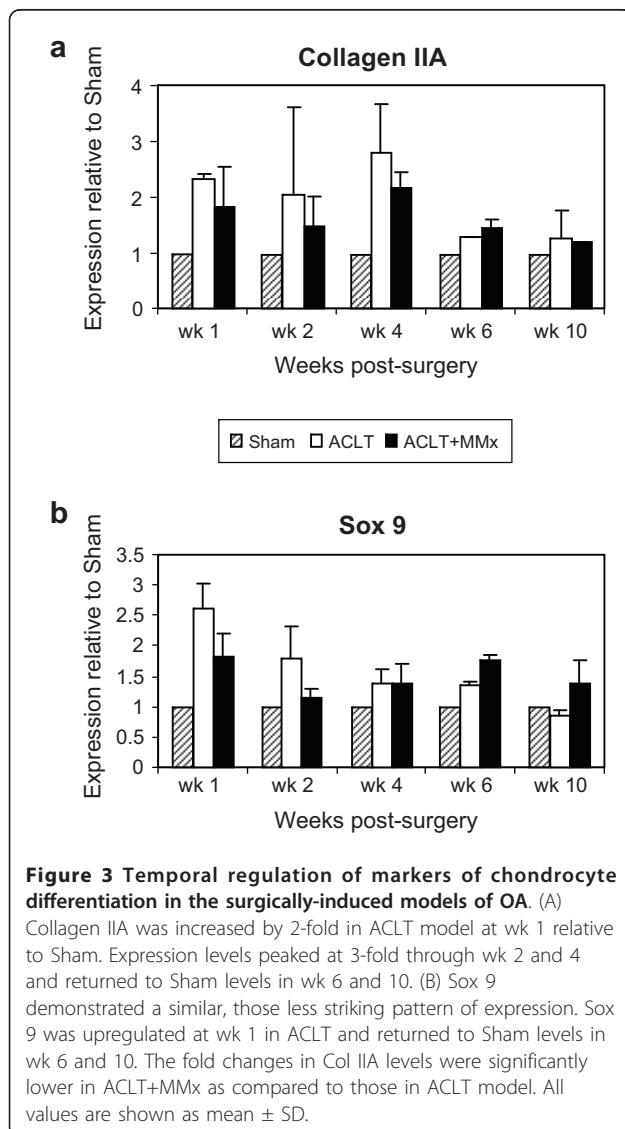 a
Collagen IIA
Expression relative to Sham
4
3
2
1
0
wk 1 wk 2 wk 4 wk 6 wk 10
Weeks post-surgery
Sham ACLT ACLT+MMx
b
Sox 9
Expression relative to Sham
3.5
3
2.5
2
1.5
1
0.5
0
wk 1 wk 2 wk 4 wk 6 wk 10
Weeks post-surgery
Figure 3 Temporal regulation of markers of chondrocyte
differentiation in the surgically-induced models of OA. (A)
Collagen IIA was increased by 2-fold in ACLT model at wk 1 relative
to Sham. Expression levels peaked at 3-fold through wk 2 and 4
and returned to Sham levels in wk 6 and 10. (B) Sox 9
demonstrated a similar, those less striking pattern of expression. Sox
9 was upregulated at wk 1 in ACLT and returned to Sham levels in
wk 6 and 10. The fold changes in Col IIA levels were significantly
lower in ACLT+MMx as compared to those in ACLT model. All
values are shown as mean ± SD.